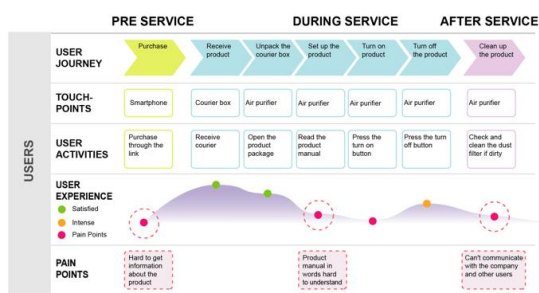 PRE SERVICE DURING SERVICE AFTER SERVICE
USERS
USER
JOURNEY
Purchase
Receive
product
Unpack the
courier box
Set up the
product
Turn on
product
Turn off
the product
Clean up
the product
TOUCH-
POINTS
Smartphone
Courier box
Air purifier
Air purifier
Air purifier
Air purifier
Air purifier
USER
ACTIVITIES
Purchase
through the
link
Receive
courier
Open the
product
package
Read the
product
manual
Press the
turn on
button
Press the turn
off button
Check and
clean the dust
filter if dirty
USER
EXPERIENCE
Satisfied
Intense
Pain Points
PAIN
POINTS
Hard to get
information
about the
product
Product
manual in
words hard
to understand
Can't communicate
with the company
and other users